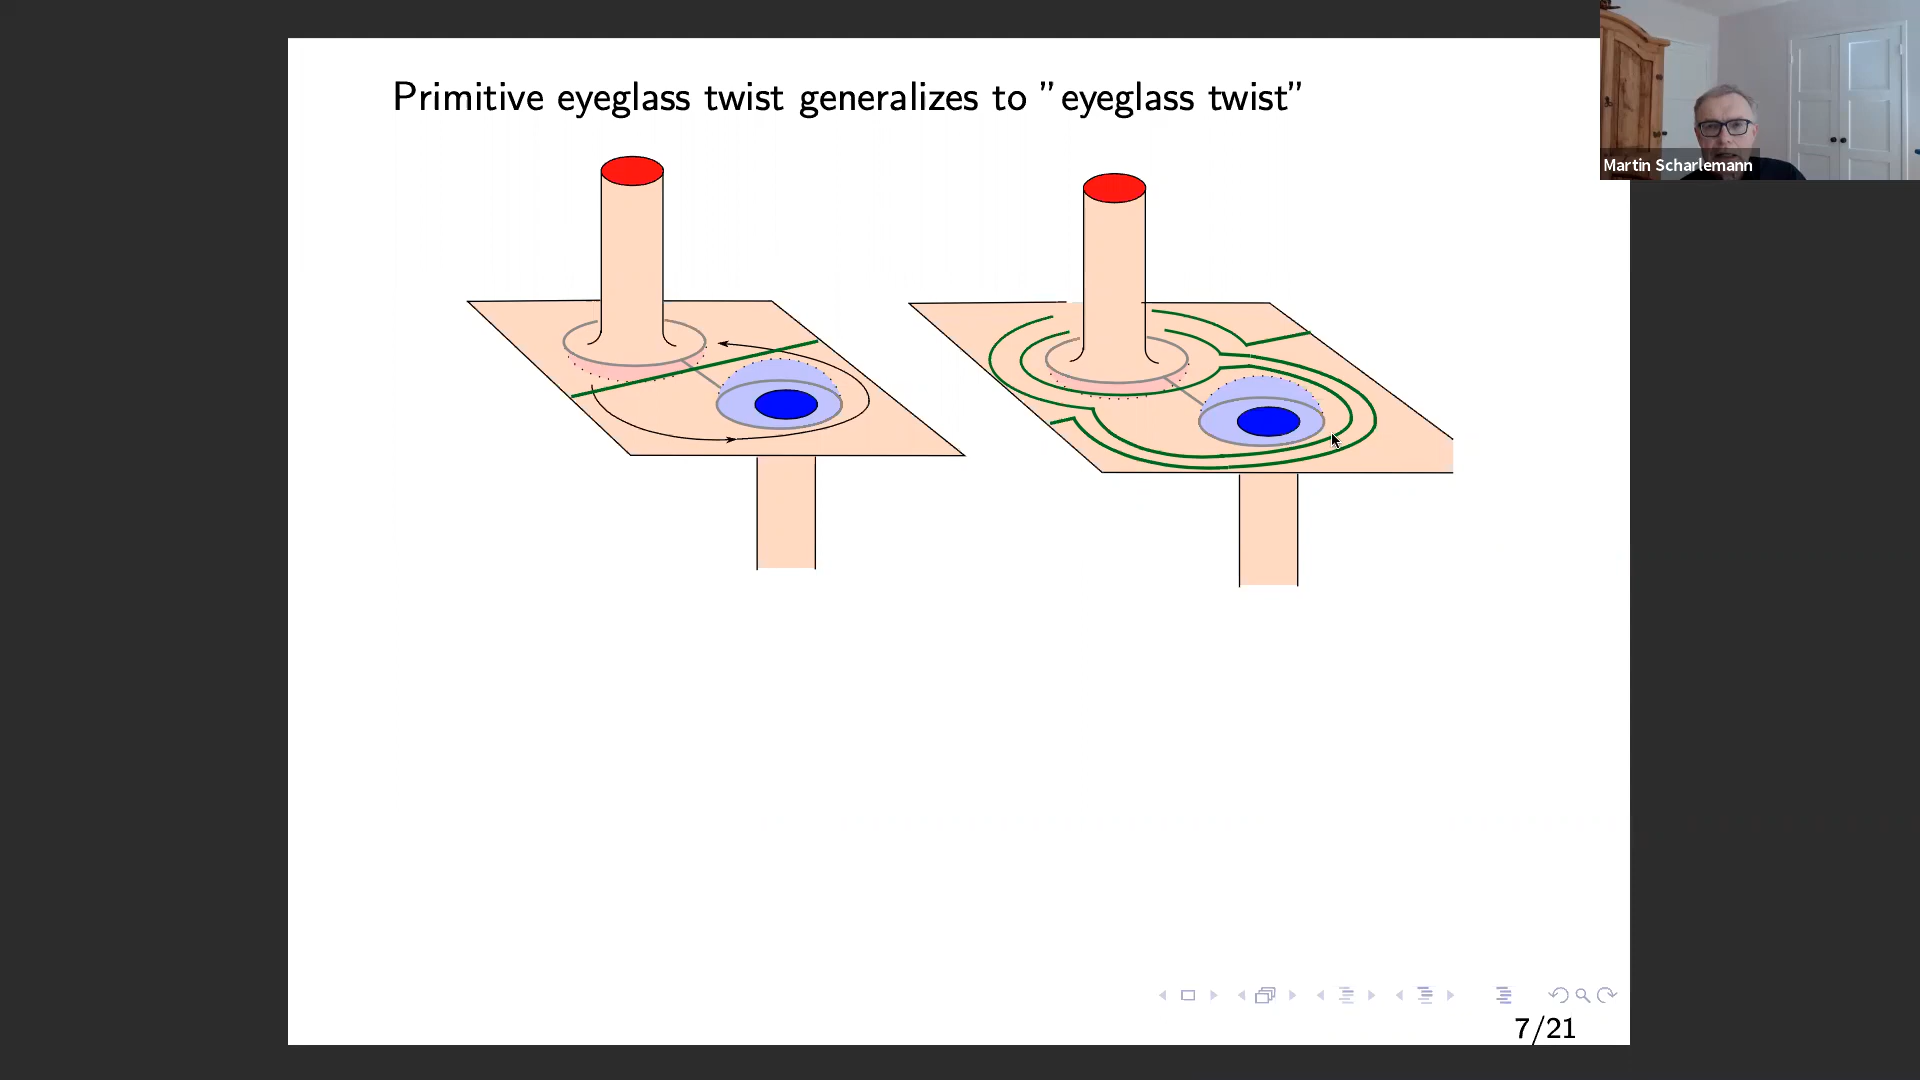 Primitive eyeglass twist generalizes to ”eyeglass twist”
Martin Scharlemann
7/21